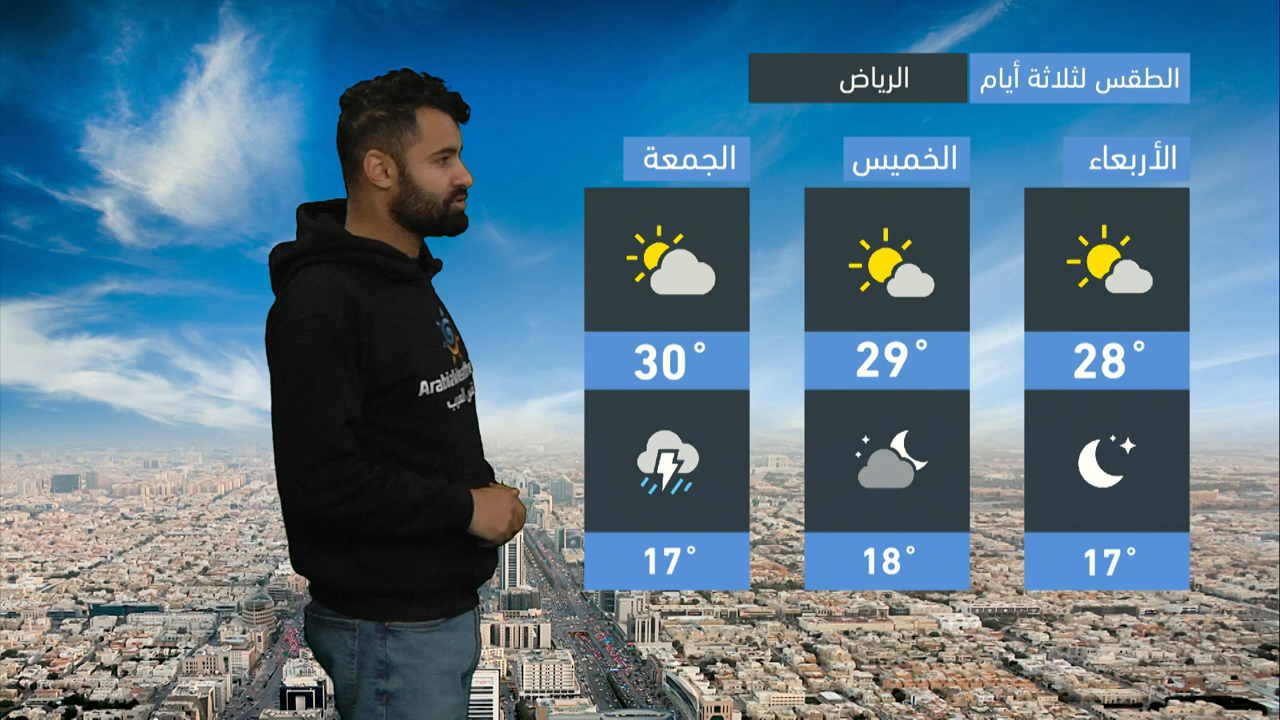 الطقس لثلاثة أيام
الرياض
الأربعاء
الخميس
الجمعة
28°
29°
30°
17°
18°
17°